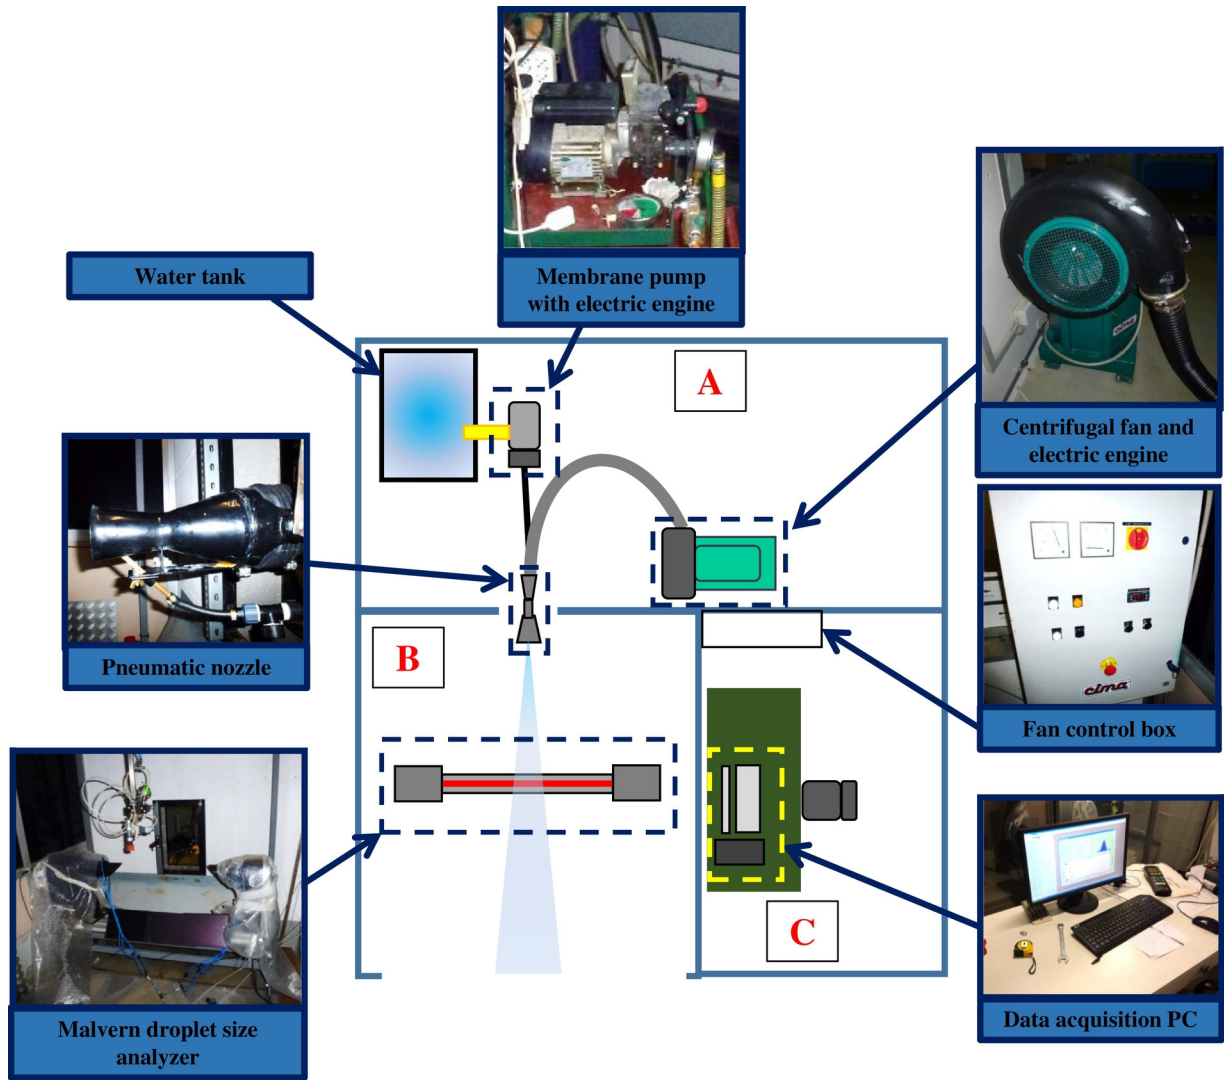 Membrane pump
with electric engine
Water tank
A
Centrifugal fan and
electric engine
cima
Pneumatic nozzle
B
Fan control box
C
Malvern droplet size
analyzer
Data acquisition PC